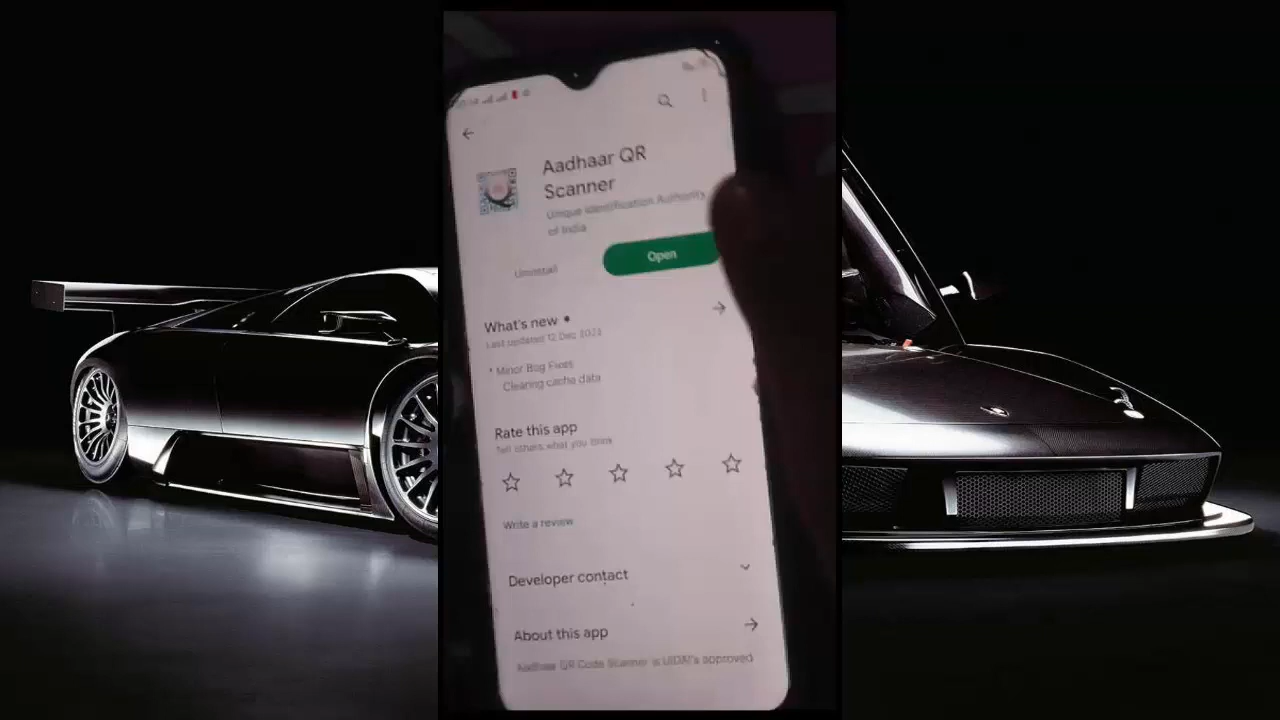 Aadhaar QR
Scanner
Unique Identification Authority
of India
Uninstall
Open
What's new
Last updated 12 Dec 2023
* Minor Bug Fixes
Clearing cache data
Rate this app
Tell others what you think
Write a review
Developer contact
About this app
Aadhaar QR Code Scanner is UIDAI's approved